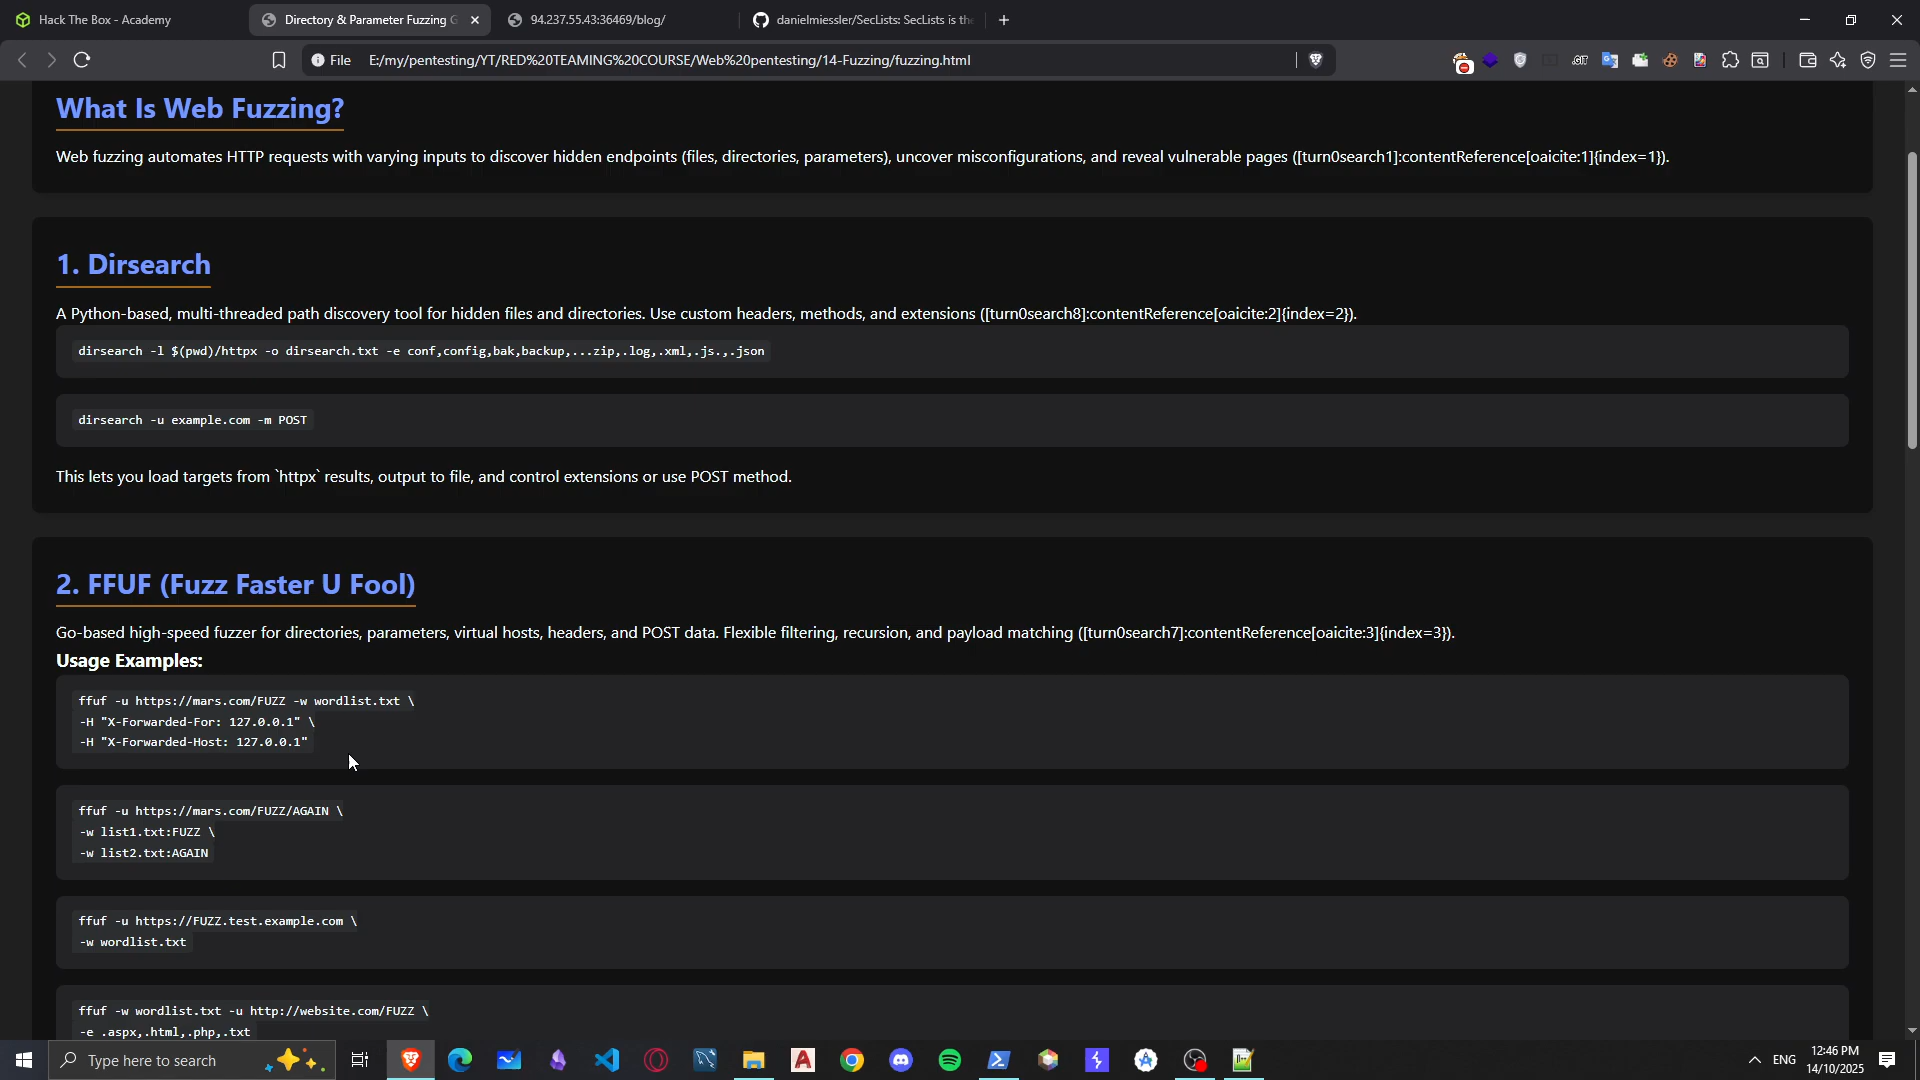 Hack The Box - Academy
Directory & Parameter Fuzzing G
94.237.55.43:36469/blog/
danielmiessler/SecLists: SecLists is the
File
E:/my/pentesting/YT/RED%20TEAMING%20COURSE/Web%20pentesting/14-Fuzzing/fuzzing.html
.GIT
What Is Web Fuzzing?
Web fuzzing automates HTTP requests with varying inputs to discover hidden endpoints (files, directories, parameters), uncover misconfigurations, and reveal vulnerable pages ([turn0search1]:contentReference[oaicite:1]{index=1}).
1. Dirsearch
A Python-based, multi-threaded path discovery tool for hidden files and directories. Use custom headers, methods, and extensions ([turn0search8]:contentReference[oaicite:2]{index=2}).
dirsearch -l $(pwd)/httpx -o dirsearch.txt -e conf,config,bak,backup,...zip,.log,.xml,.js.,.json
dirsearch -u example.com -m POST
This lets you load targets from `httpx` results, output to file, and control extensions or use POST method.
2. FFUF (Fuzz Faster U Fool)
Go-based high-speed fuzzer for directories, parameters, virtual hosts, headers, and POST data. Flexible filtering, recursion, and payload matching ([turn0search7]:contentReference[oaicite:3]{index=3}).
Usage Examples:
ffuf -u https://mars.com/FUZZ -w wordlist.txt \
-H "X-Forwarded-For: 127.0.0.1" \
-H "X-Forwarded-Host: 127.0.0.1"
ffuf -u https://mars.com/FUZZ/AGAIN \
-w list1.txt:FUZZ \
-w list2.txt:AGAIN
ffuf -u https://FUZZ.test.example.com \
-w wordlist.txt
ffuf -w wordlist.txt -u http://website.com/FUZZ \
-e .aspx,.html,.php,.txt
Type here to search
ENG
12:46 PM
14/10/2025